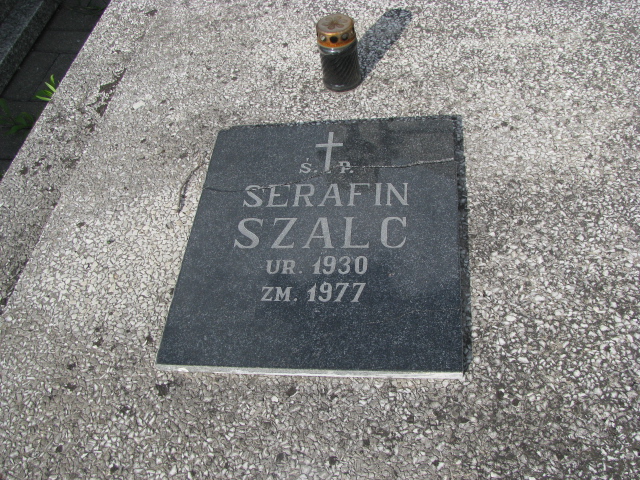 Ś. P.
SERAFIN
SZALC
UR. 1930
ZM. 1977